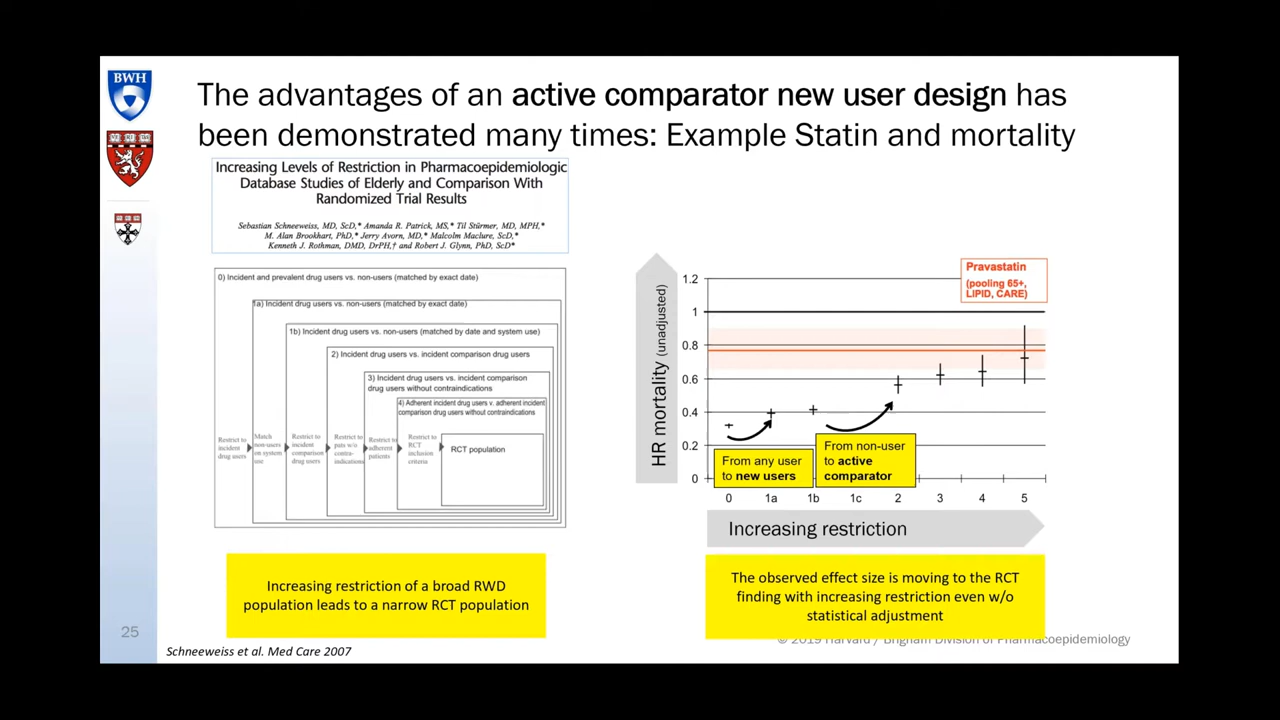 BWH
The advantages of an active comparator new user design has
been demonstrated many times: Example Statin and mortality
Increasing Levels of Restriction in Pharmacoepidemiologic
Database Studies of Elderly and Comparison With
Randomized Trial Results
Sebastian Schneeweiss, MD, ScD,* Amanda R. Patrick, MS,* Til Stürmer, MD, MPH,*
M. Alan Brookhart, PhD,* Jerry Avorn, MD,* Malcolm Maclure, ScD,*
Kenneth J. Rothman, DMD, DrPH,† and Robert J. Glynn, PhD, ScD*
0) Incident and prevalent drug users vs. non-users (matched by exact date)
1a) Incident drug users vs. non-users (matched by exact date)
1b) Incident drug users vs. non-users (matched by date and system use)
2) Incident drug users vs. incident comparison drug users
3) Incident drug users vs. incident comparison
drug users without contraindications
4) Adherent incident drug users v. adherent incident
comparison drug users without contraindications
Restrict to
incident
drug users
Match
non-users
on system
use
Restrict to
incident
comparison
drug users
Restrict to
pats w/o
contra-
indications
Restrict to
adherent
patients
Restrict to
RCT
inclusion
criteria
RCT population
HR mortality (unadjusted)
1.2
1
0.8
0.6
0.4
0.2
0
Pravastatin
(pooling 65+,
LIPID, CARE)
From any user
to new users
From non-user
to active
comparator
0 1a 1b 1c 2 3 4 5
Increasing restriction
Increasing restriction of a broad RWD
population leads to a narrow RCT population
The observed effect size is moving to the RCT
finding with increasing restriction even w/o
statistical adjustment
25
© 2019 Harvard / Brigham Division of Pharmacoepidemiology
Schneeweiss et al. Med Care 2007